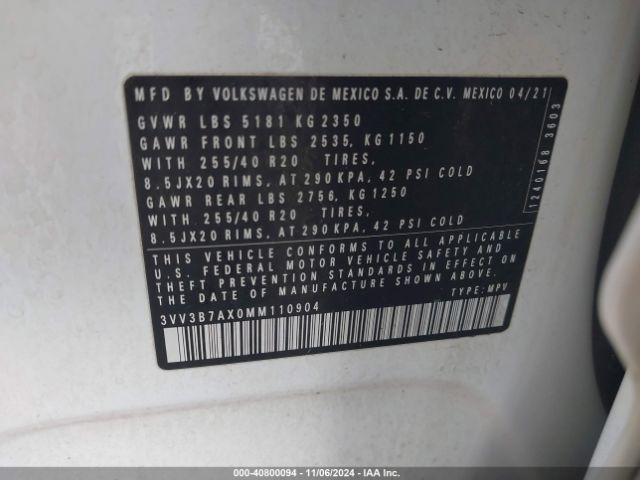 MFD BY VOLKSWAGEN DE MEXICO S.A. DE C.V. MEXICO 04/21
GVWR LBS 5181 KG 2350
GAWR FRONT LBS 2535, KG 1150
WITH 255/40 R20 TIRES,
8.5JX20 RIMS, AT 290 KPA, 42 PSI COLD
GAWR REAR LBS 2756, KG 1250
WITH 255/40 R20 TIRES,
8.5JX20 RIMS, AT 290 KPA, 42 PSI COLD
THIS VEHICLE CONFORMS TO ALL APPLICABLE
U.S. FEDERAL MOTOR VEHICLE SAFETY AND
THEFT PREVENTION STANDARDS IN EFFECT ON
THE DATE OF MANUFACTURE SHOWN ABOVE.
3VV3B7AX0MM110904 TYPE: MPV
1240168 3603
000-40800094 - 11/06/2024 - IAAI.com